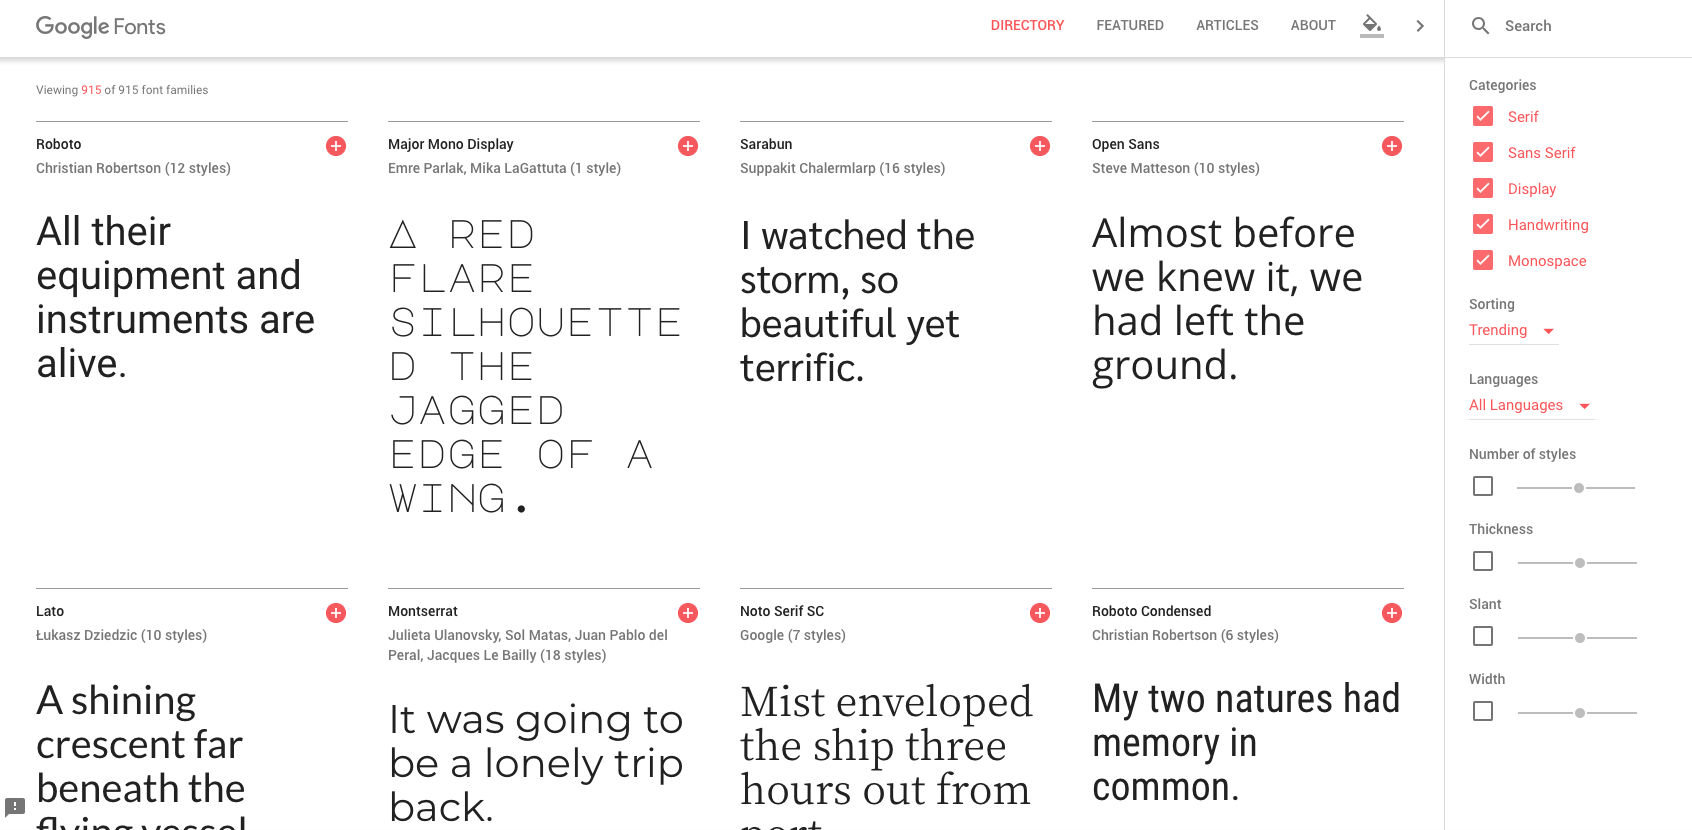 Google Fonts
DIRECTORY
FEATURED
ARTICLES
ABOUT
Search
Viewing 915 of 915 font families
Roboto
Christian Robertson (12 styles)
All their
equipment and
instruments are
alive.
Major Mono Display
Emre Parlak, Mika LaGattuta (1 style)
A RED
FLARE
SILHOUETTE
D THE
JAGGED
EDGE OF A
WING.
Sarabun
Suppakit Chalermlarp (16 styles)
I watched the
storm, so
beautiful yet
terrific.
Open Sans
Steve Matteson (10 styles)
Almost before
we knew it, we
had left the
ground.
Lato
Łukasz Dziedzic (10 styles)
A shining
crescent far
beneath the
flying vessel
Montserrat
Julieta Ulanovsky, Sol Matas, Juan Pablo del
Peral, Jacques Le Bailly (18 styles)
It was going to
be a lonely trip
back.
Noto Serif SC
Google (7 styles)
Mist enveloped
the ship three
hours out from
port
Roboto Condensed
Christian Robertson (6 styles)
My two natures had
memory in
common.
Categories
Serif
Sans Serif
Display
Handwriting
Monospace
Sorting
Trending
Languages
All Languages
Number of styles
Thickness
Slant
Width